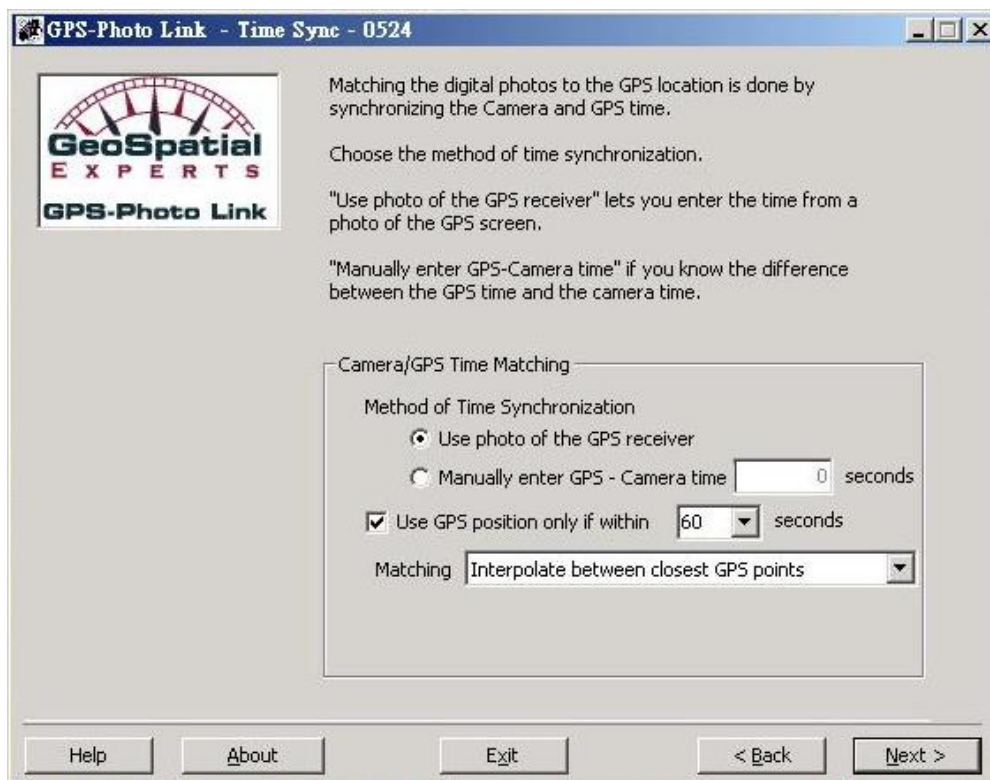 GPS-Photo Link - Time Sync - 0524
GeoSpatial
EXPERTS
GPS-Photo Link
Matching the digital photos to the GPS location is done by
synchronizing the Camera and GPS time.
Choose the method of time synchronization.
"Use photo of the GPS receiver" lets you enter the time from a
photo of the GPS screen.
"Manually enter GPS-Camera time" if you know the difference
between the GPS time and the camera time.
Camera/GPS Time Matching
Method of Time Synchronization
Use photo of the GPS receiver
Manually enter GPS - Camera time 0 seconds
Use GPS position only if within 60 seconds
Matching Interpolate between closest GPS points
Help About Exit < Back Next >